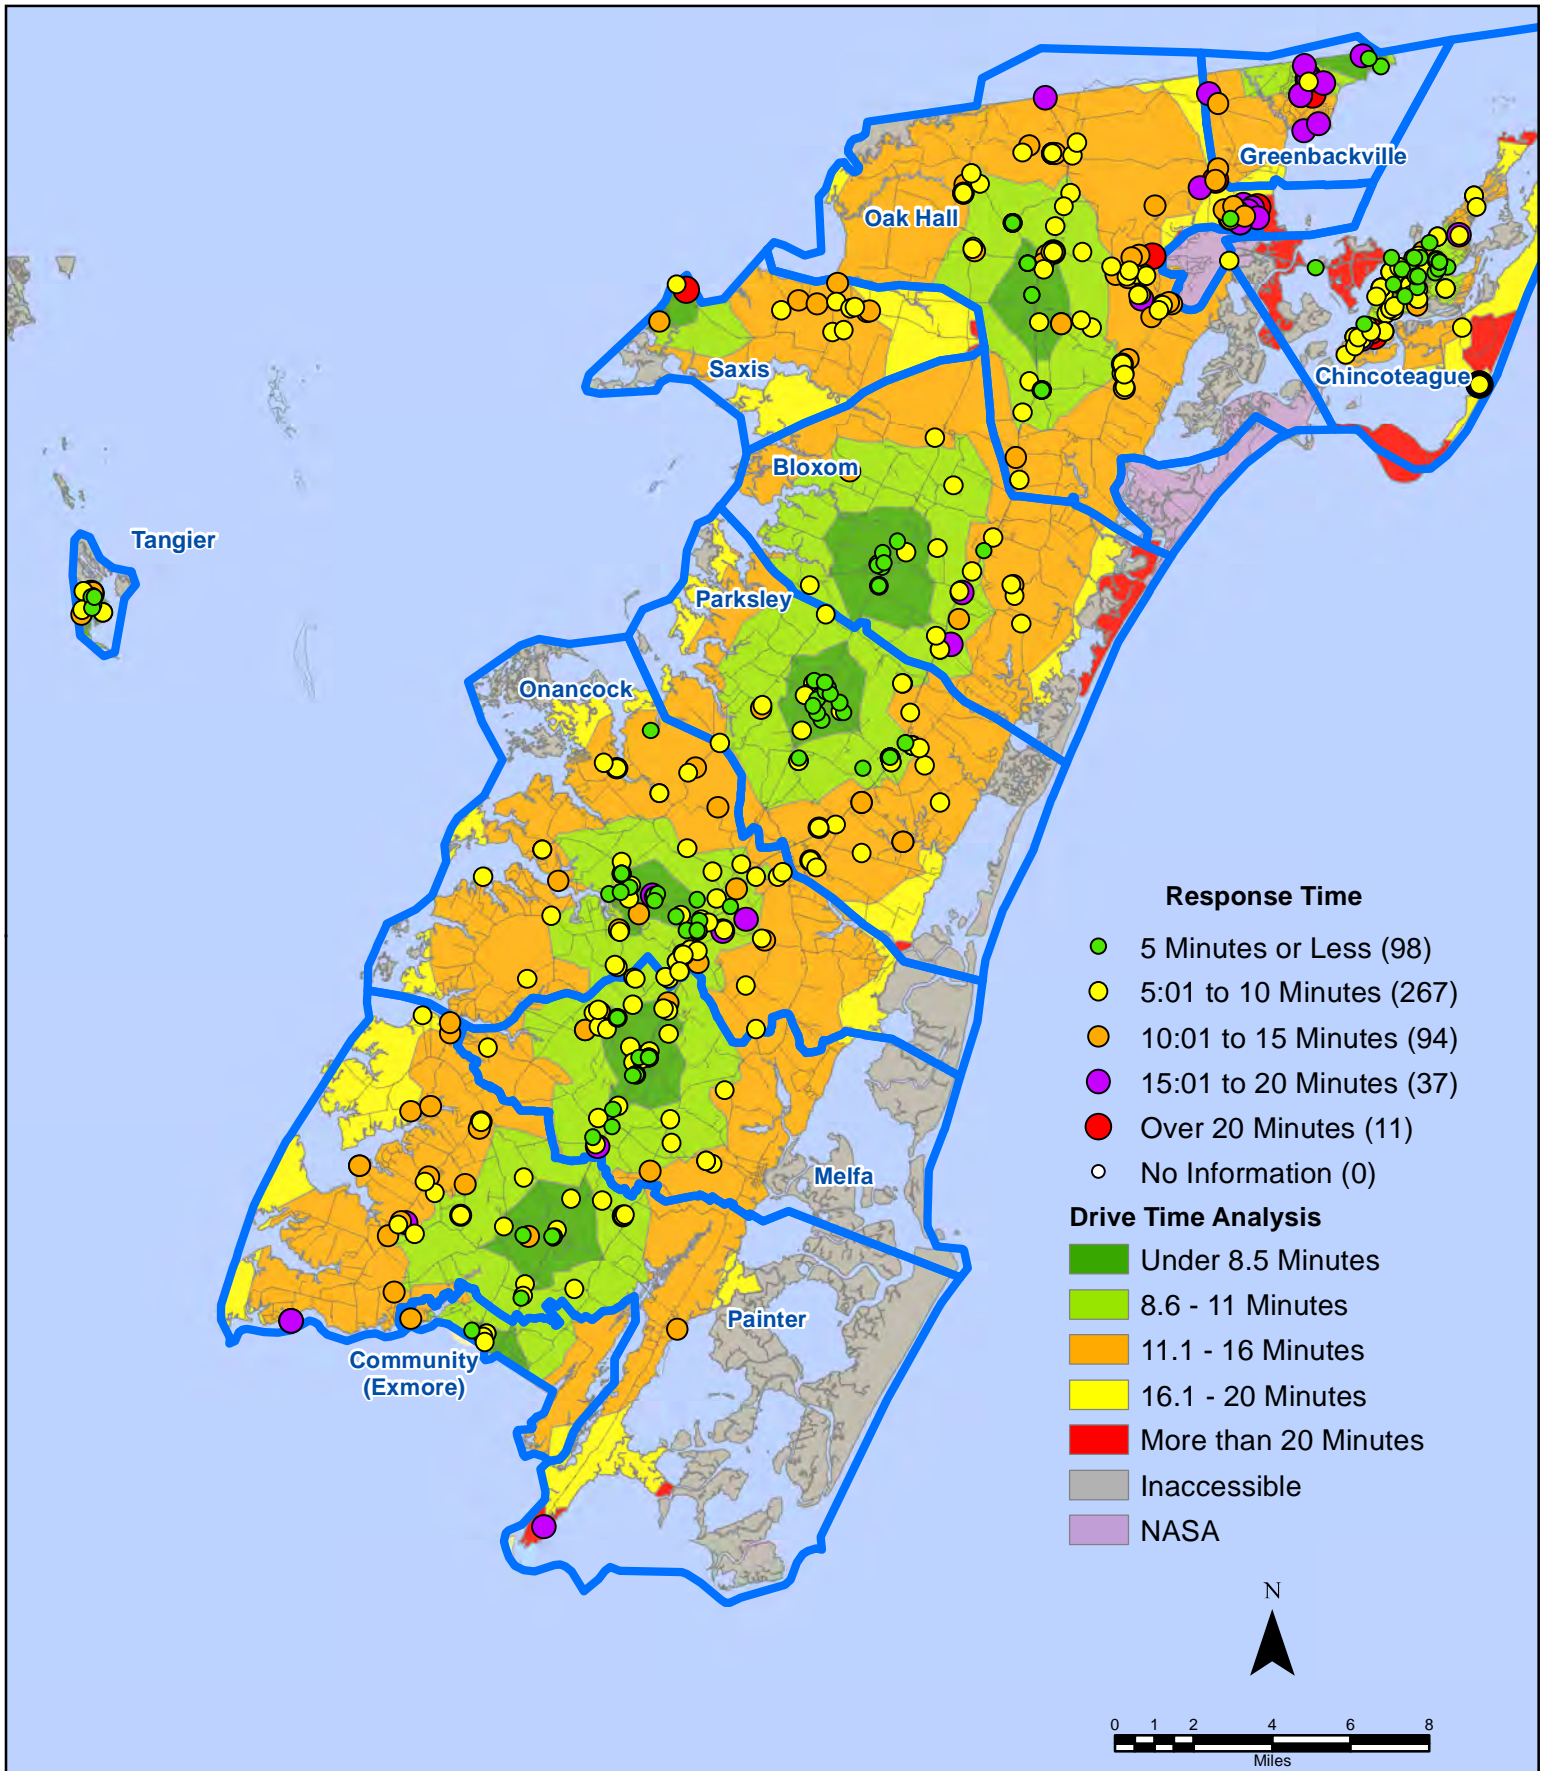 Greenbackville
Oak Hall
Saxis
Chincoteague
Bloxom
Tangier
Parksley
Onancock
Response Time
5 Minutes or Less (98)
5:01 to 10 Minutes (267)
10:01 to 15 Minutes (94)
15:01 to 20 Minutes (37)
Over 20 Minutes (11)
No Information (0)
Melfa
Drive Time Analysis
Under 8.5 Minutes
8.6 - 11 Minutes
11.1 - 16 Minutes
16.1 - 20 Minutes
More than 20 Minutes
Inaccessible
NASA
Painter
Community
(Exmore)
N
0 1 2 4 6 8
Miles